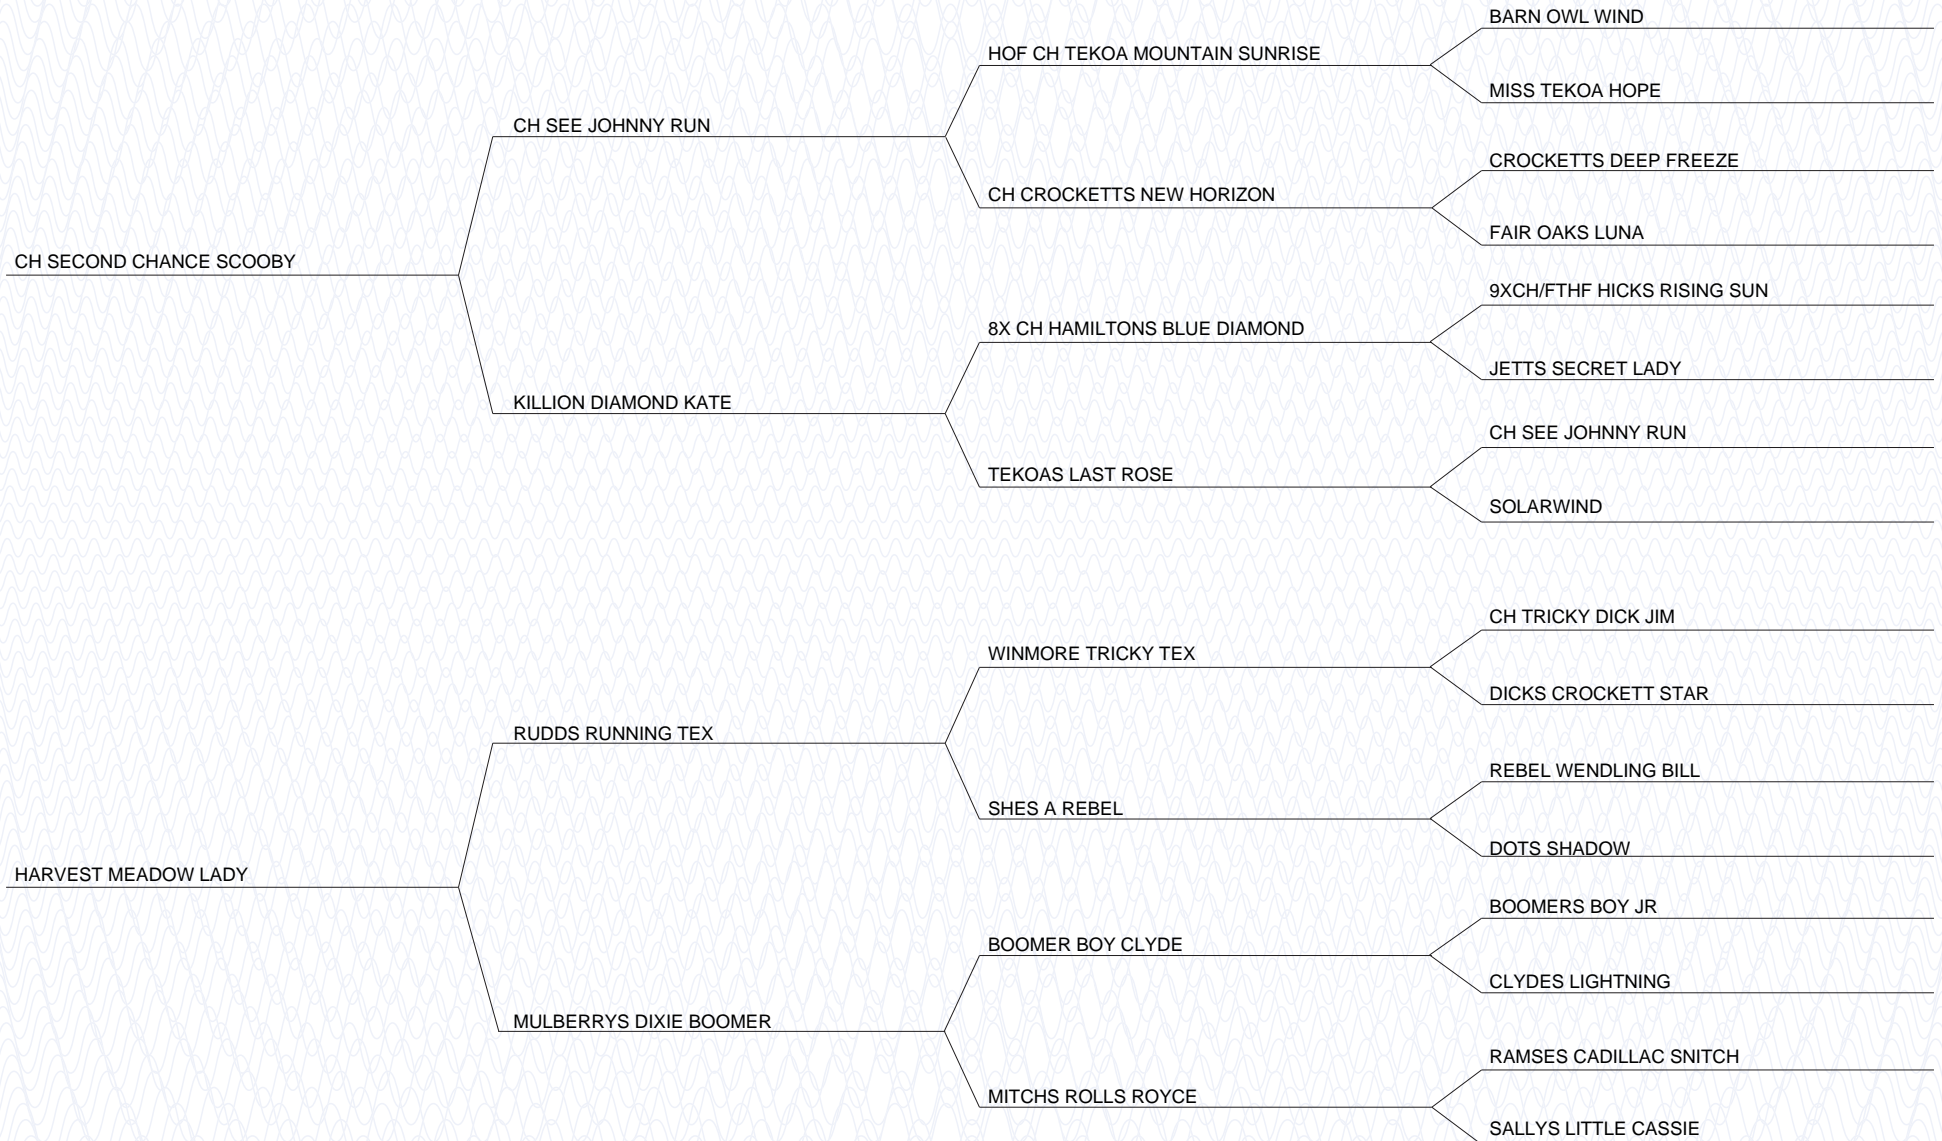 BARN OWL WIND
HOF CH TEKOA MOUNTAIN SUNRISE
MISS TEKOA HOPE
CH SEE JOHNNY RUN
CROCKETTS DEEP FREEZE
CH CROCKETTS NEW HORIZON
FAIR OAKS LUNA
CH SECOND CHANCE SCOOBY
9XCH/FTHF HICKS RISING SUN
8X CH HAMILTONS BLUE DIAMOND
JETTS SECRET LADY
KILLION DIAMOND KATE
CH SEE JOHNNY RUN
TEKOAS LAST ROSE
SOLARWIND
CH TRICKY DICK JIM
WINMORE TRICKY TEX
DICKS CROCKETT STAR
RUDDS RUNNING TEX
REBEL WENDLING BILL
SHES A REBEL
DOTS SHADOW
HARVEST MEADOW LADY
BOOMERS BOY JR
BOOMER BOY CLYDE
CLYDES LIGHTNING
MULBERRYS DIXIE BOOMER
RAMSES CADILLAC SNITCH
MITCHS ROLLS ROYCE
SALLYS LITTLE CASSIE